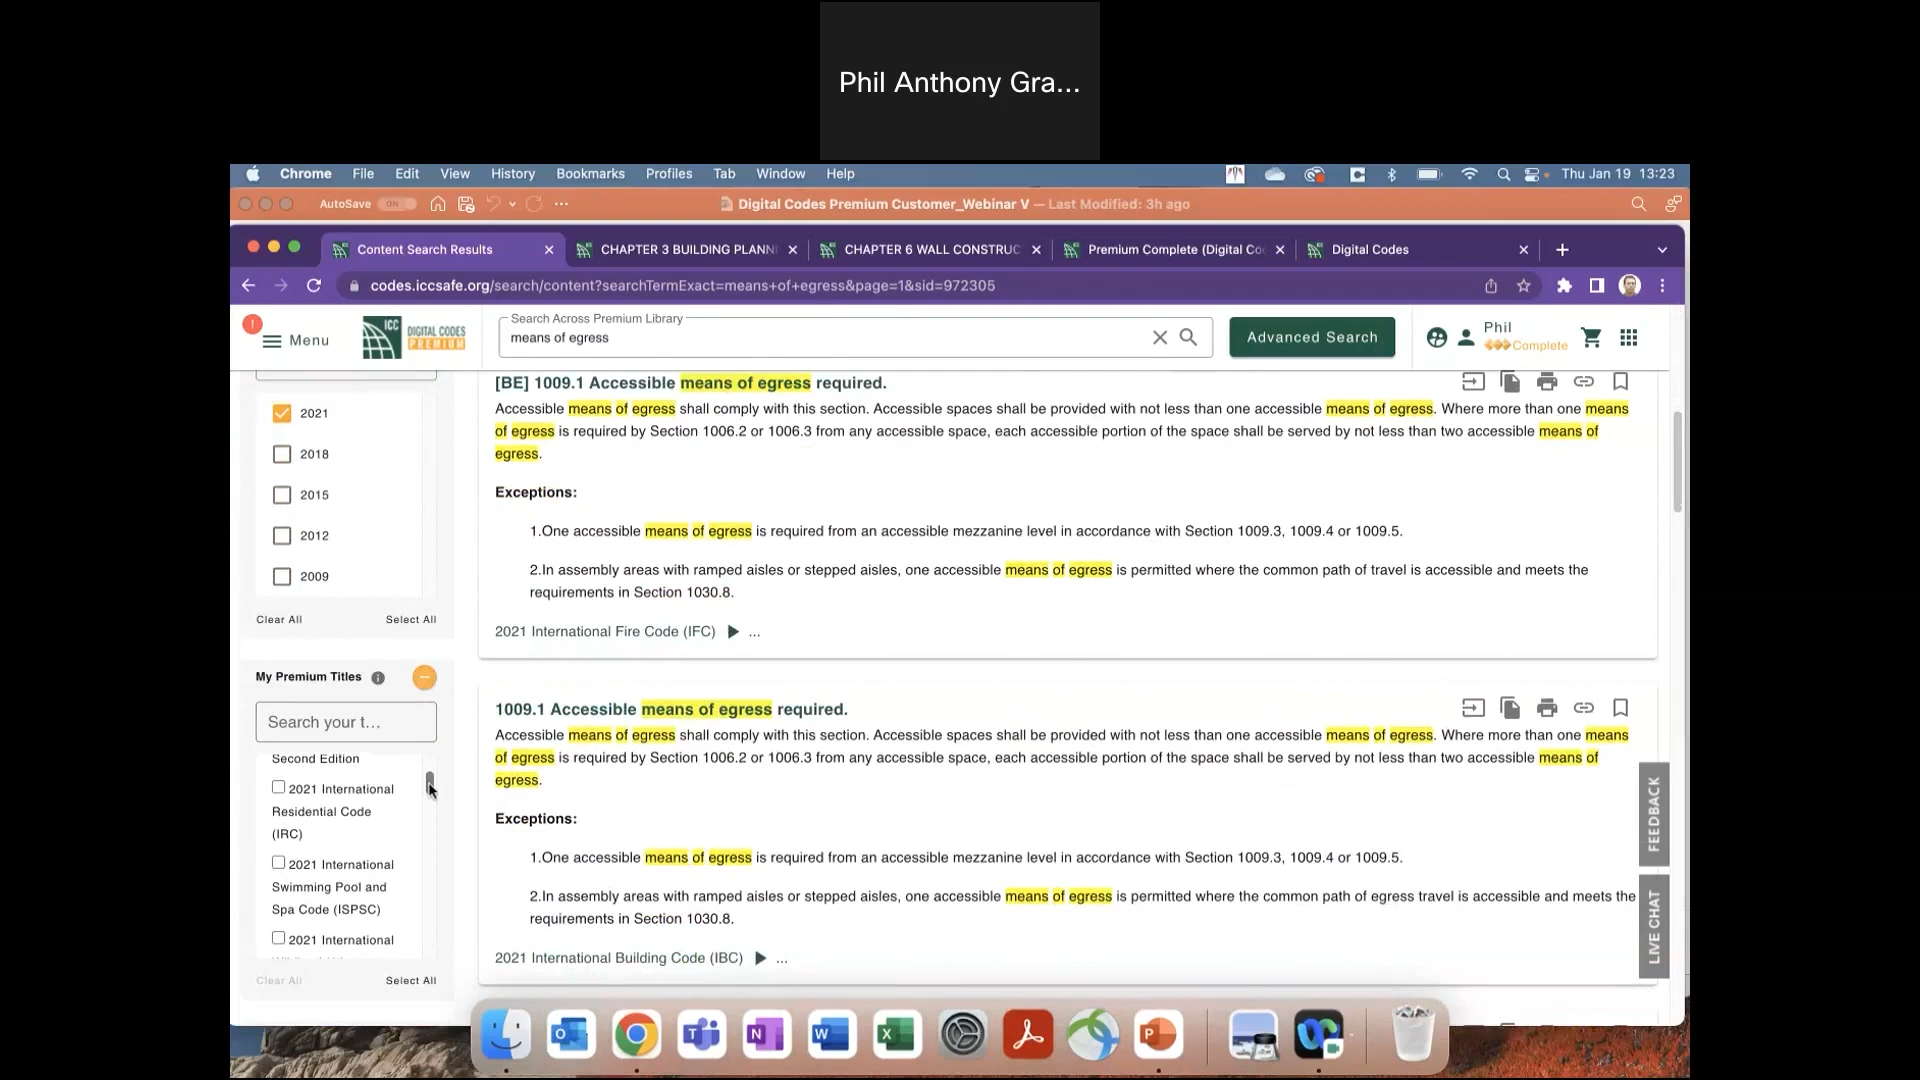 Phil Anthony Gra...
Chrome File Edit View History Bookmarks Profiles Tab Window Help Thu Jan 19 13:23
AutoSave ON ... Digital Codes Premium Customer_Webinar V — Last Modified: 3h ago
Content Search Results CHAPTER 3 BUILDING PLANN CHAPTER 6 WALL CONSTRUC Premium Complete (Digital Co Digital Codes
codes.iccsafe.org/search/content?searchTermExact=means+of+egress&page=1&sid=972305
Menu
ICC DIGITAL CODES PREMIUM
Search Across Premium Library
means of egress
Advanced Search
Phil
Complete
2021
2018
2015
2012
2009
Clear All Select All
My Premium Titles
Search your t...
Second Edition
2021 International
Residential Code
(IRC)
2021 International
Swimming Pool and
Spa Code (ISPSC)
2021 International
Clear All Select All
[BE] 1009.1 Accessible means of egress required.
Accessible means of egress shall comply with this section. Accessible spaces shall be provided with not less than one accessible means of egress. Where more than one means
of egress is required by Section 1006.2 or 1006.3 from any accessible space, each accessible portion of the space shall be served by not less than two accessible means of
egress.
Exceptions:
1.One accessible means of egress is required from an accessible mezzanine level in accordance with Section 1009.3, 1009.4 or 1009.5.
2.In assembly areas with ramped aisles or stepped aisles, one accessible means of egress is permitted where the common path of travel is accessible and meets the
requirements in Section 1030.8.
2021 International Fire Code (IFC) ...
1009.1 Accessible means of egress required.
Accessible means of egress shall comply with this section. Accessible spaces shall be provided with not less than one accessible means of egress. Where more than one means
of egress is required by Section 1006.2 or 1006.3 from any accessible space, each accessible portion of the space shall be served by not less than two accessible means of
egress.
Exceptions:
1.One accessible means of egress is required from an accessible mezzanine level in accordance with Section 1009.3, 1009.4 or 1009.5.
2.In assembly areas with ramped aisles or stepped aisles, one accessible means of egress is permitted where the common path of egress travel is accessible and meets the
requirements in Section 1030.8.
2021 International Building Code (IBC) ...
FEEDBACK
LIVE CHAT